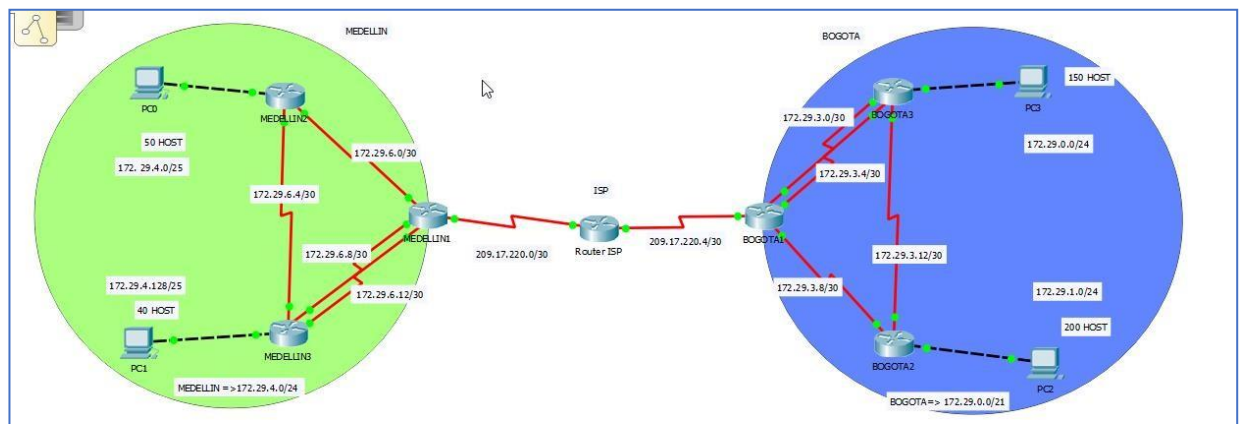 MEDELLIN
PC0
MEDELLIN2
50 HOST
172. 29.4.0/25
172.29.6.0/30
172.29.6.4/30
MEDELLIN1
172.29.6.8/30
172.29.6.12/30
172.29.4.128/25
40 HOST
PC1
MEDELLIN3
MEDELLIN =>172.29.4.0/24
209.17.220.0/30
ISP
Router ISP
209.17.220.4/30
BOGOTA
150 HOST
BOGOTA3
PC3
172.29.3.0/30
172.29.0.0/24
172.29.3.4/30
BOGOTA1
172.29.3.12/30
172.29.3.8/30
172.29.1.0/24
200 HOST
BOGOTA2
PC2
BOGOTA=> 172.29.0.0/21